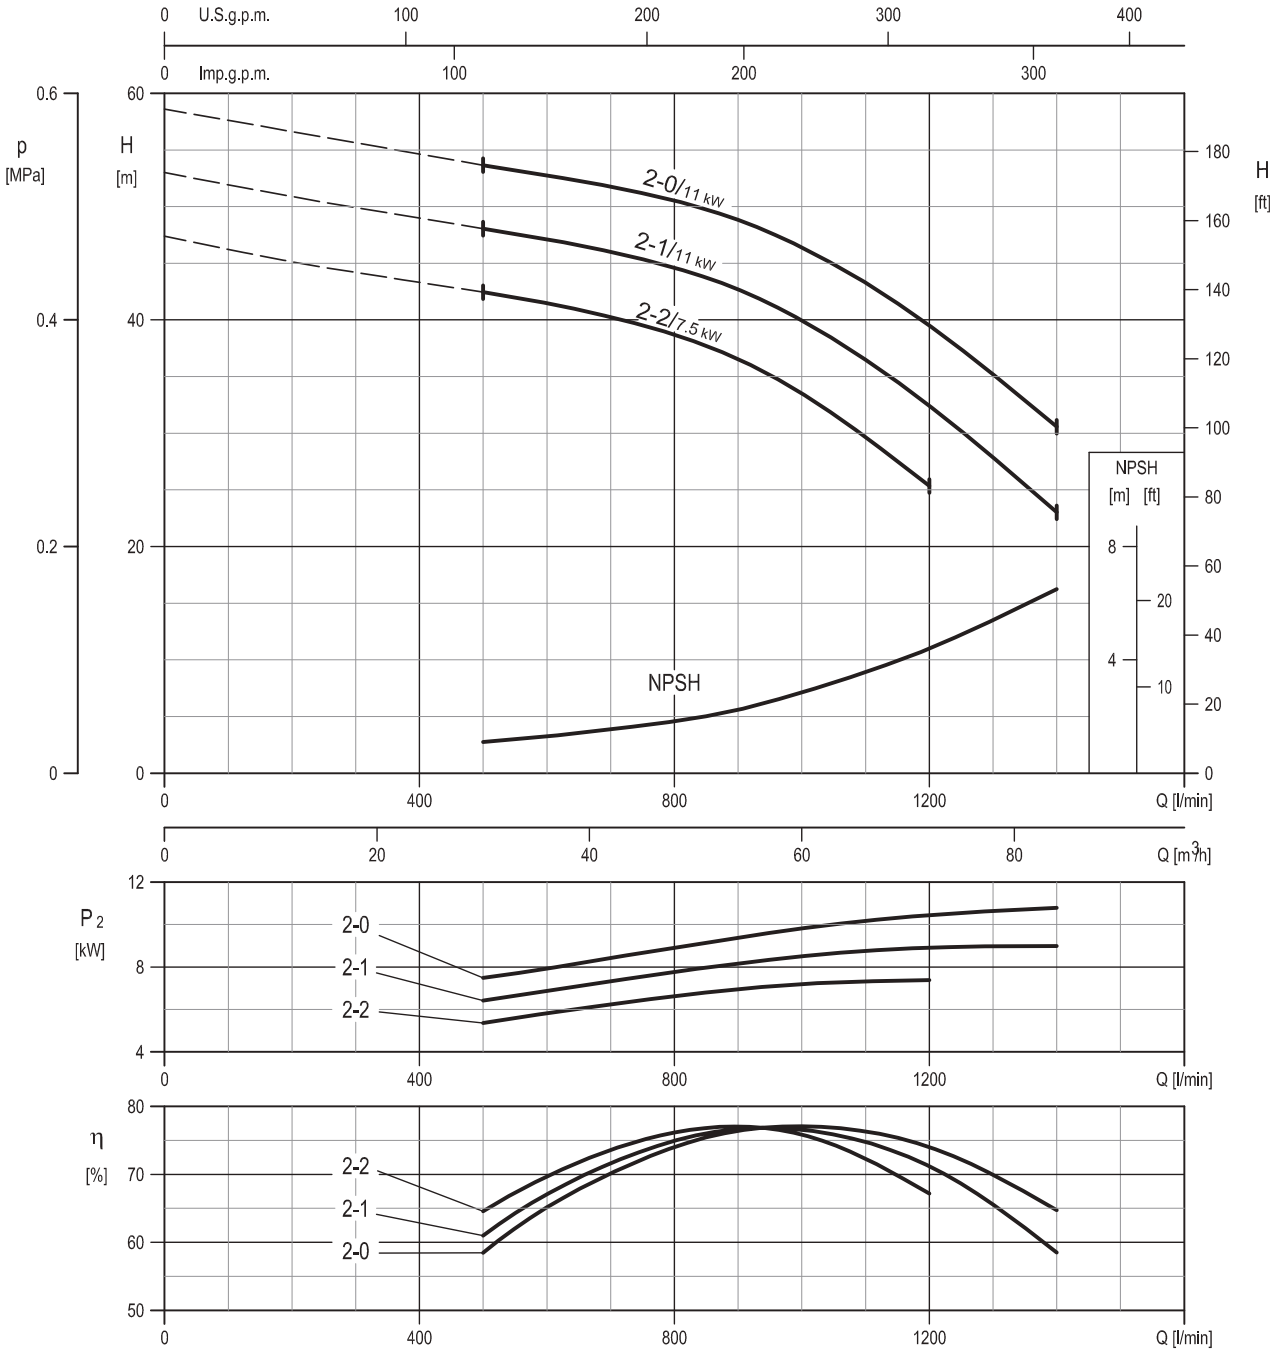 0 U.S.g.p.m. 100 200 300 400
0 Imp.g.p.m. 100 200 300
0.6 60
p H
[MPa] [m]
180
H
[ft]
2-0/11 kW
160
2-1/11 kW
140
2-2/7.5 kW
0.4 40
120
100
NPSH
[m] [ft]
80
0.2 20 8
60
20
40
4
NPSH
10
20
0 0 0
0 400 800 1200 Q [l/min]
0 20 40 60 80 Q [m³/h]
12
P2
[kW]
2-0
8
2-1
2-2
4
0 400 800 1200 Q [l/min]
80
η
[%]
2-2
70
2-1
60
2-0
50
0 400 800 1200 Q [l/min]